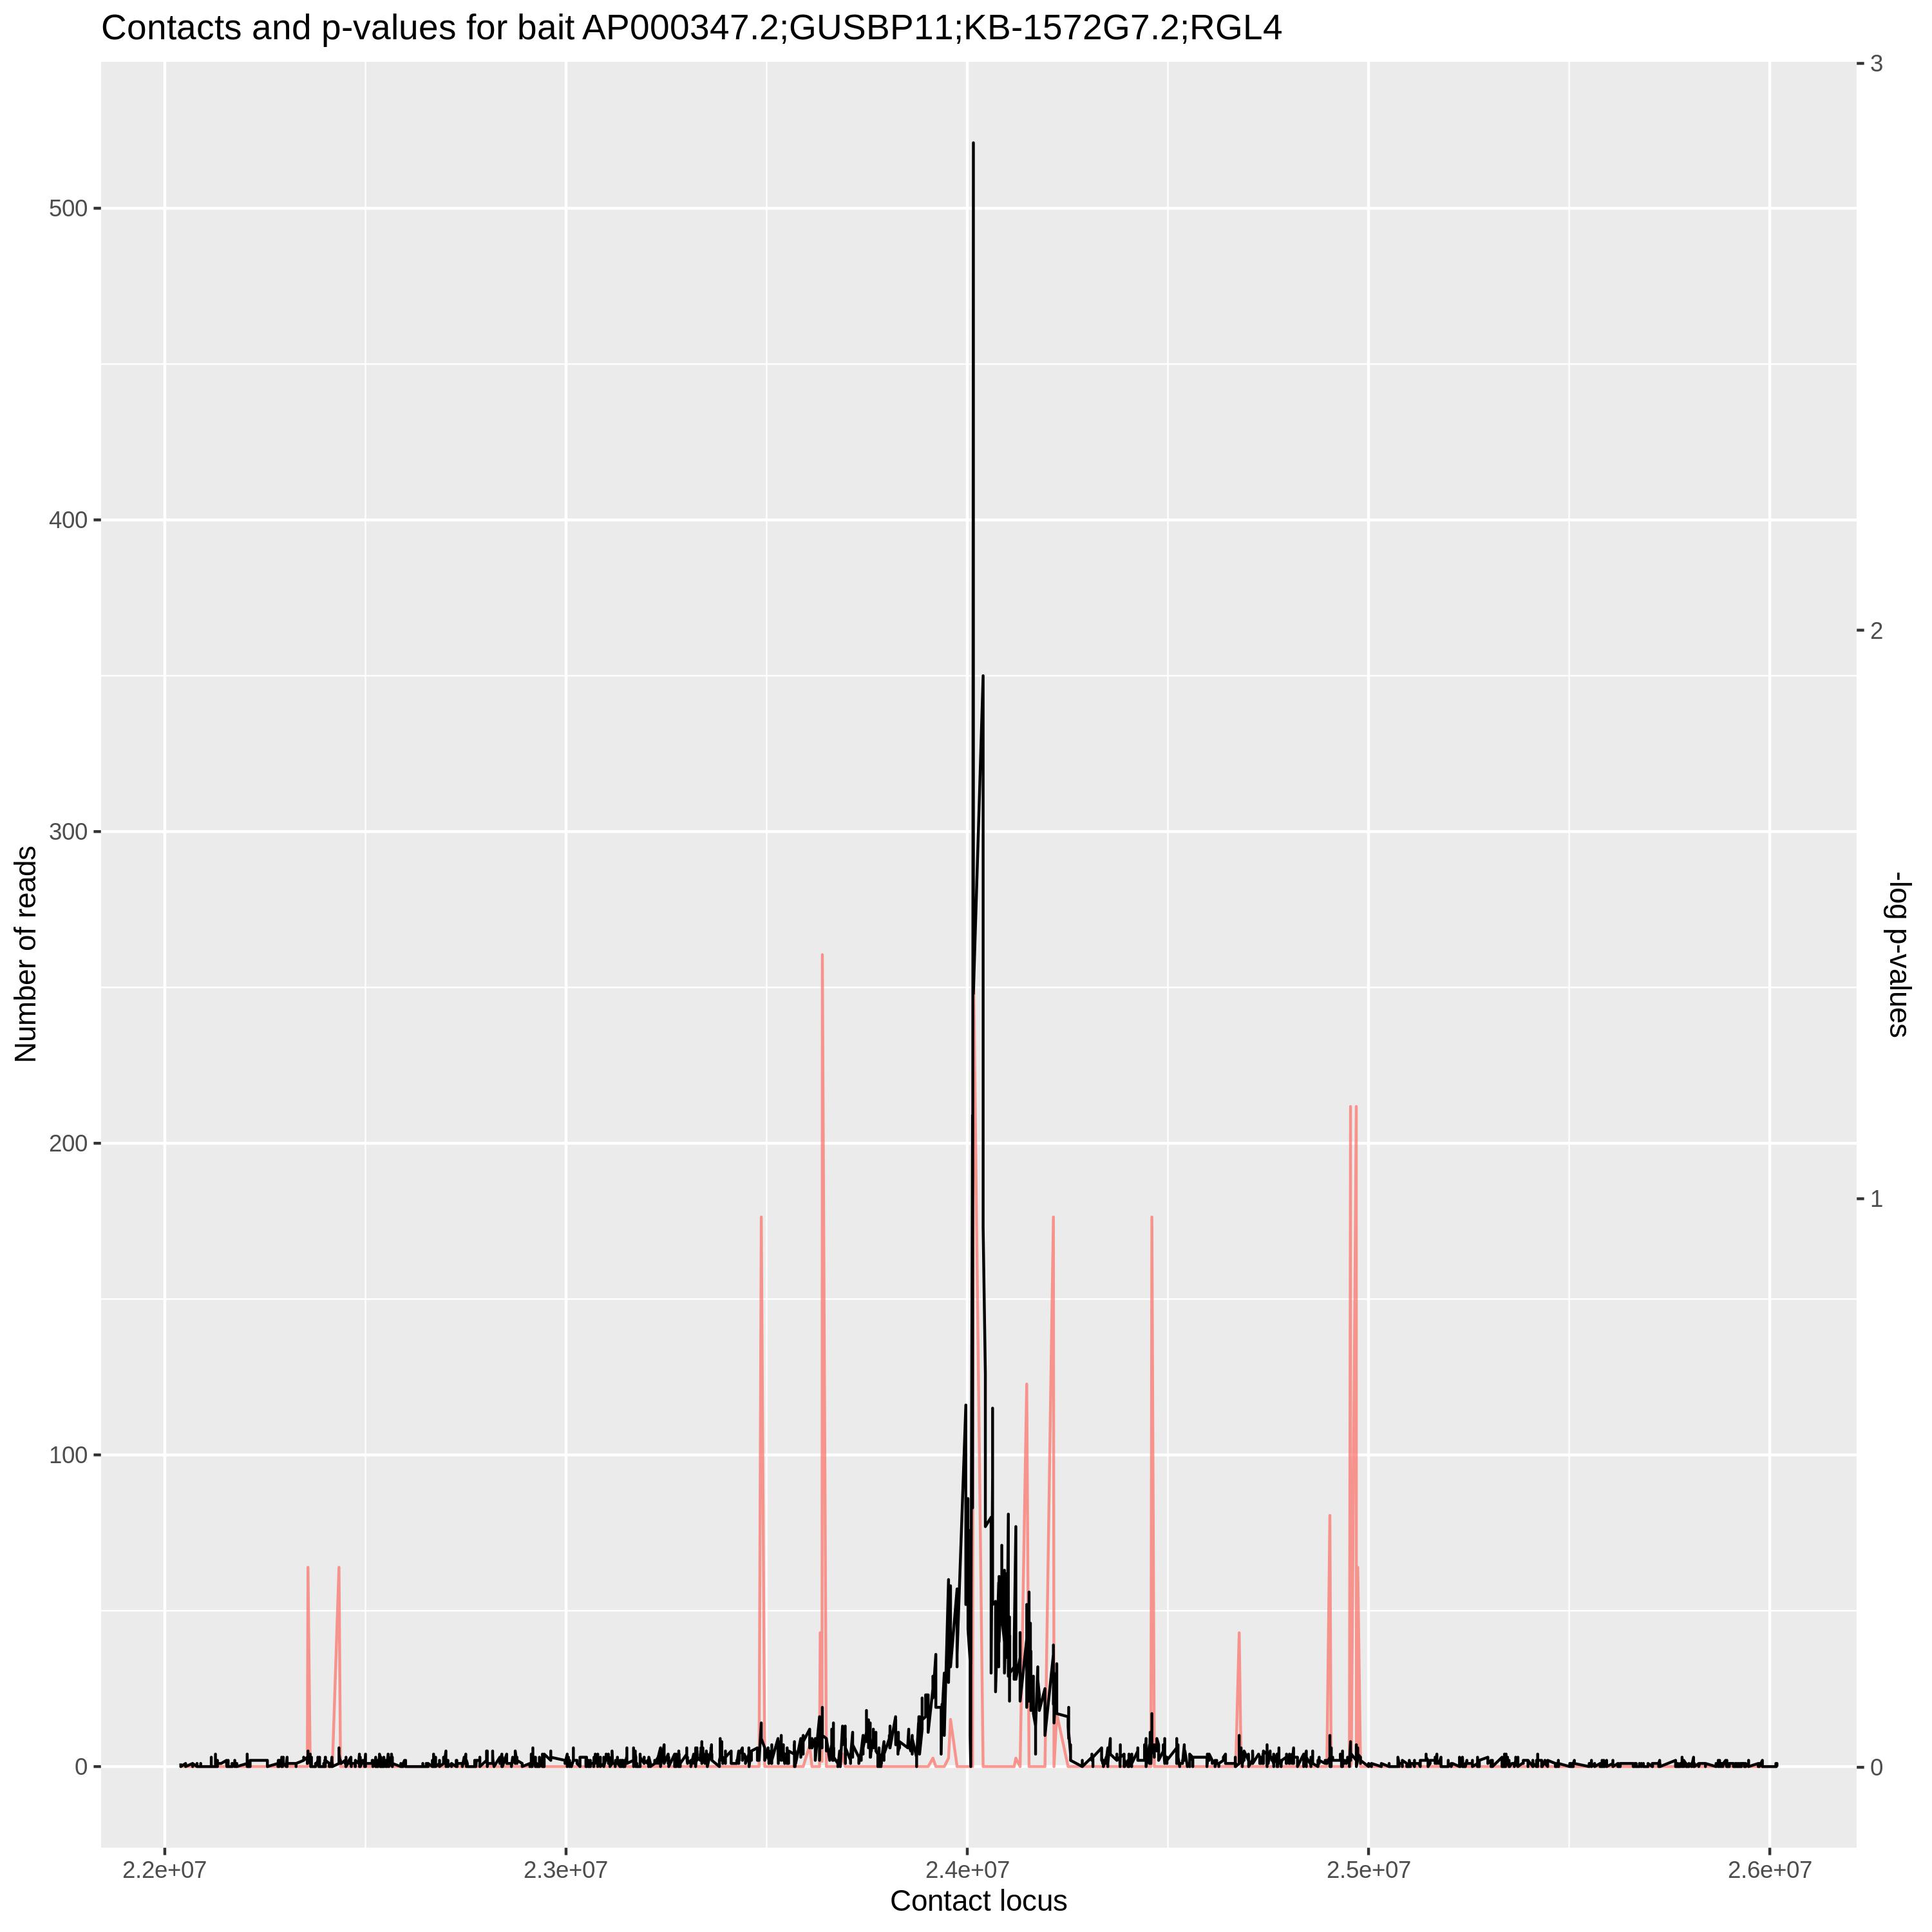 Contacts and p-values for bait AP000347.2;GUSBP11;KB-1572G7.2;RGL4
Number of reads
500
400
300
200
100
0
3
2
1
0
-log p-values
2.2e+07
2.3e+07
2.4e+07
2.5e+07
2.6e+07
Contact locus